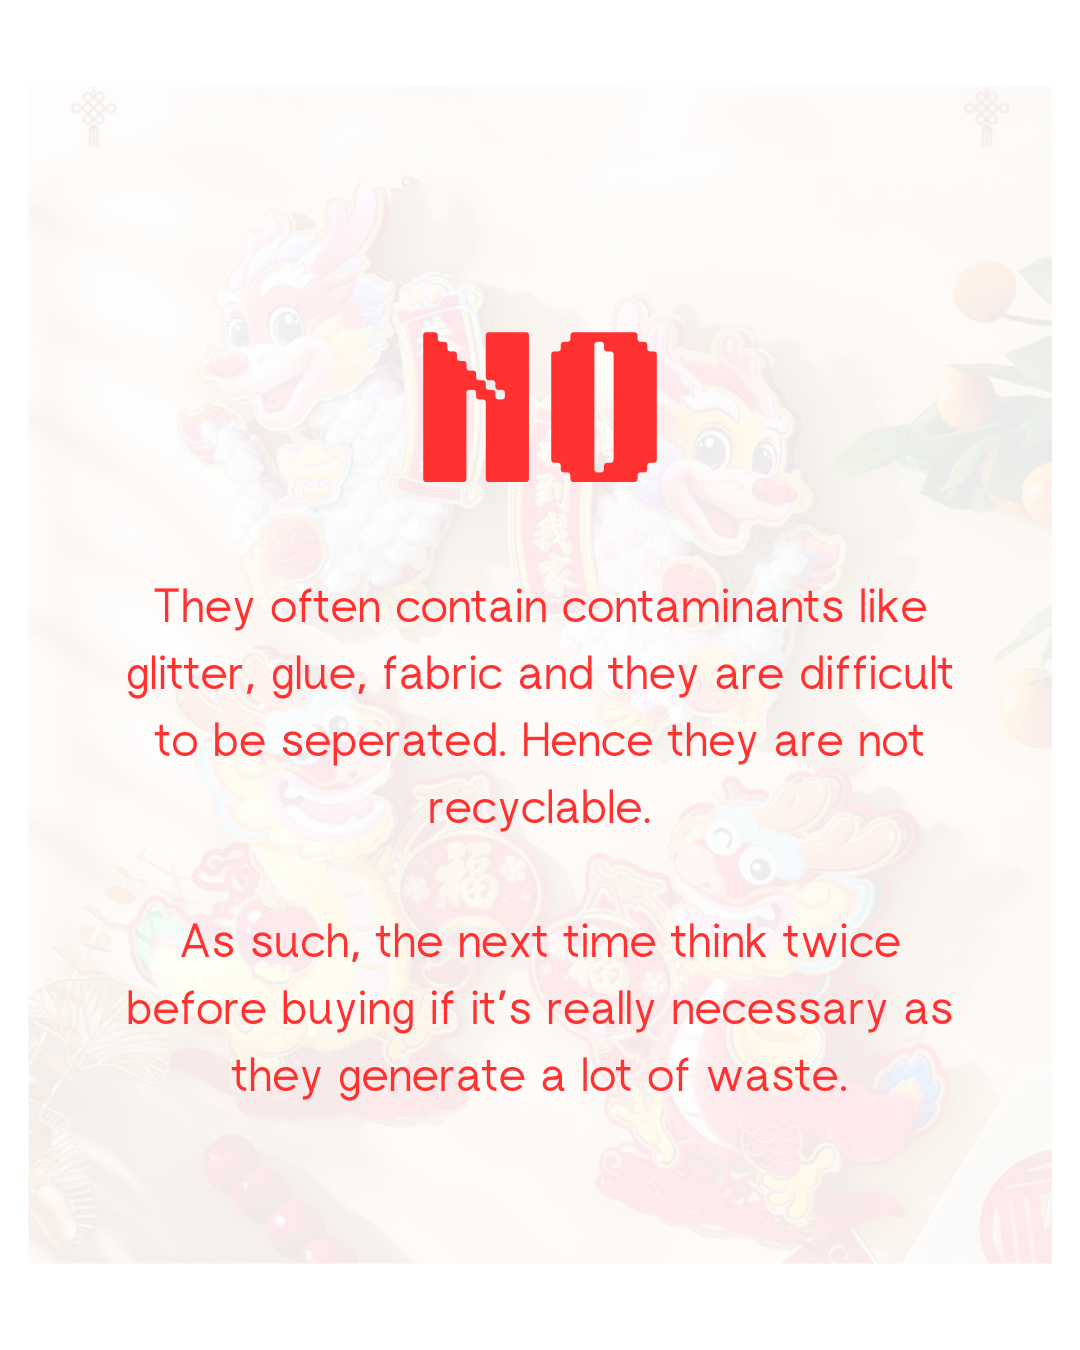 NO
They often contain contaminants like
glitter, glue, fabric and they are difficult
to be seperated. Hence they are not
recyclable.
福
As such, the next time think twice
before buying if it’s really necessary as
they generate a lot of waste.